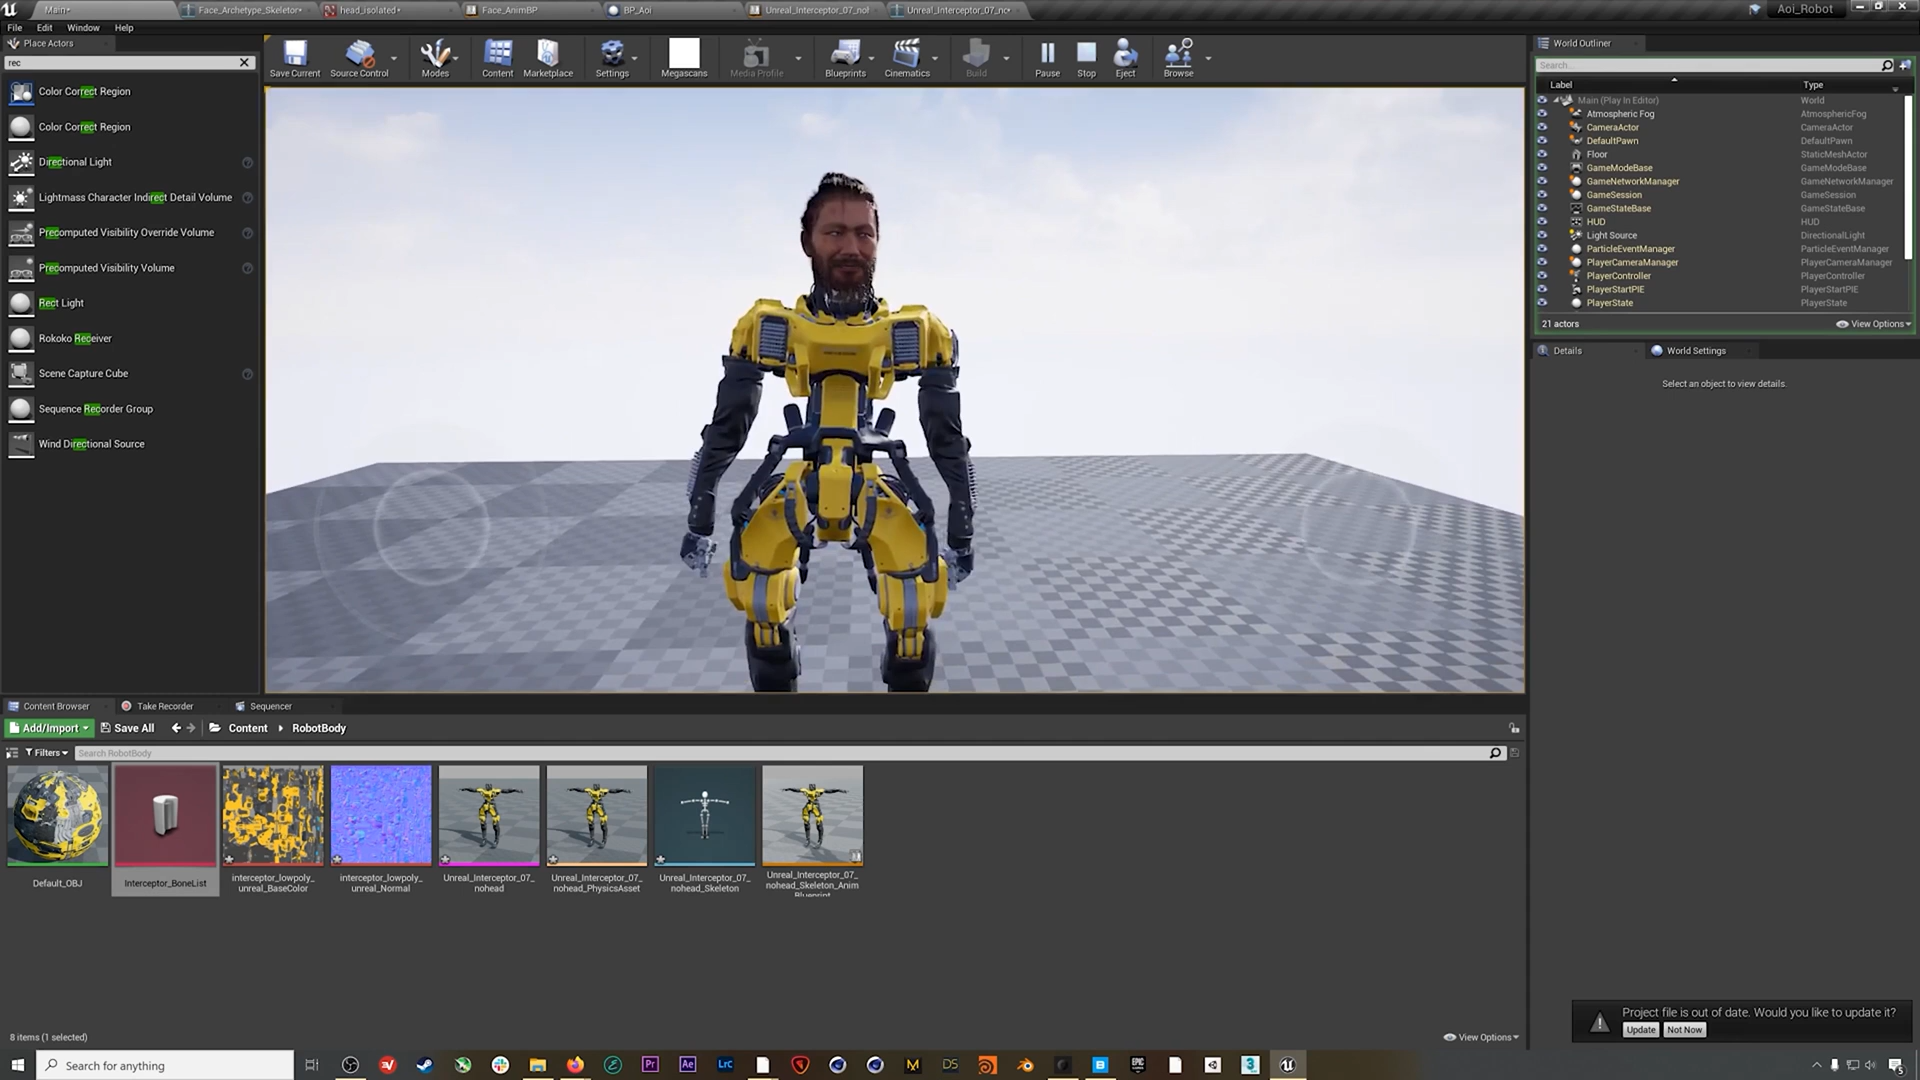 Main*
Face_Archetype_Skeleton*
head_isolated*
Face_AnimBP
BP_Aoi
Unreal_Interceptor_07_noh
Unreal_Interceptor_07_no
Aoi_Robot
File
Edit
Window
Help
Place Actors
rec
Color Correct Region
Color Correct Region
Directional Light
Lightmass Character Indirect Detail Volume
Precomputed Visibility Override Volume
Precomputed Visibility Volume
Rect Light
Rokoko Receiver
Scene Capture Cube
Sequence Recorder Group
Wind Directional Source
Save Current
Source Control
Modes
Content
Marketplace
Settings
Megascans
Media Profile
Blueprints
Cinematics
Build
Pause
Stop
Eject
Browse
World Outliner
Search...
Label
Type
Main (Play In Editor)
World
Atmospheric Fog
AtmosphericFog
CameraActor
CameraActor
DefaultPawn
DefaultPawn
Floor
StaticMeshActor
GameModeBase
GameModeBase
GameNetworkManager
GameNetworkManager
GameSession
GameSession
GameStateBase
GameStateBase
HUD
HUD
Light Source
DirectionalLight
ParticleEventManager
ParticleEventManager
PlayerCameraManager
PlayerCameraManager
PlayerController
PlayerController
PlayerStartPIE
PlayerStartPIE
PlayerState
PlayerState
21 actors
View Options
Details
World Settings
Select an object to view details.
Content Browser
Take Recorder
Sequencer
Add/Import
Save All
Content
RobotBody
Filters
Search RobotBody
Default_OBJ
Interceptor_BoneList
interceptor_lowpoly_
unreal_BaseColor
interceptor_lowpoly_
unreal_Normal
Unreal_Interceptor_07_
nohead
Unreal_Interceptor_07_
nohead_PhysicsAsset
Unreal_Interceptor_07_
nohead_Skeleton
Unreal_Interceptor_07_
nohead_Skeleton_Anim
Blueprint
8 items (1 selected)
View Options
Project file is out of date. Would you like to update it?
Update
Not Now
Search for anything
Pr
Ae
Lrc
M
DS
B
EPIC
3
5